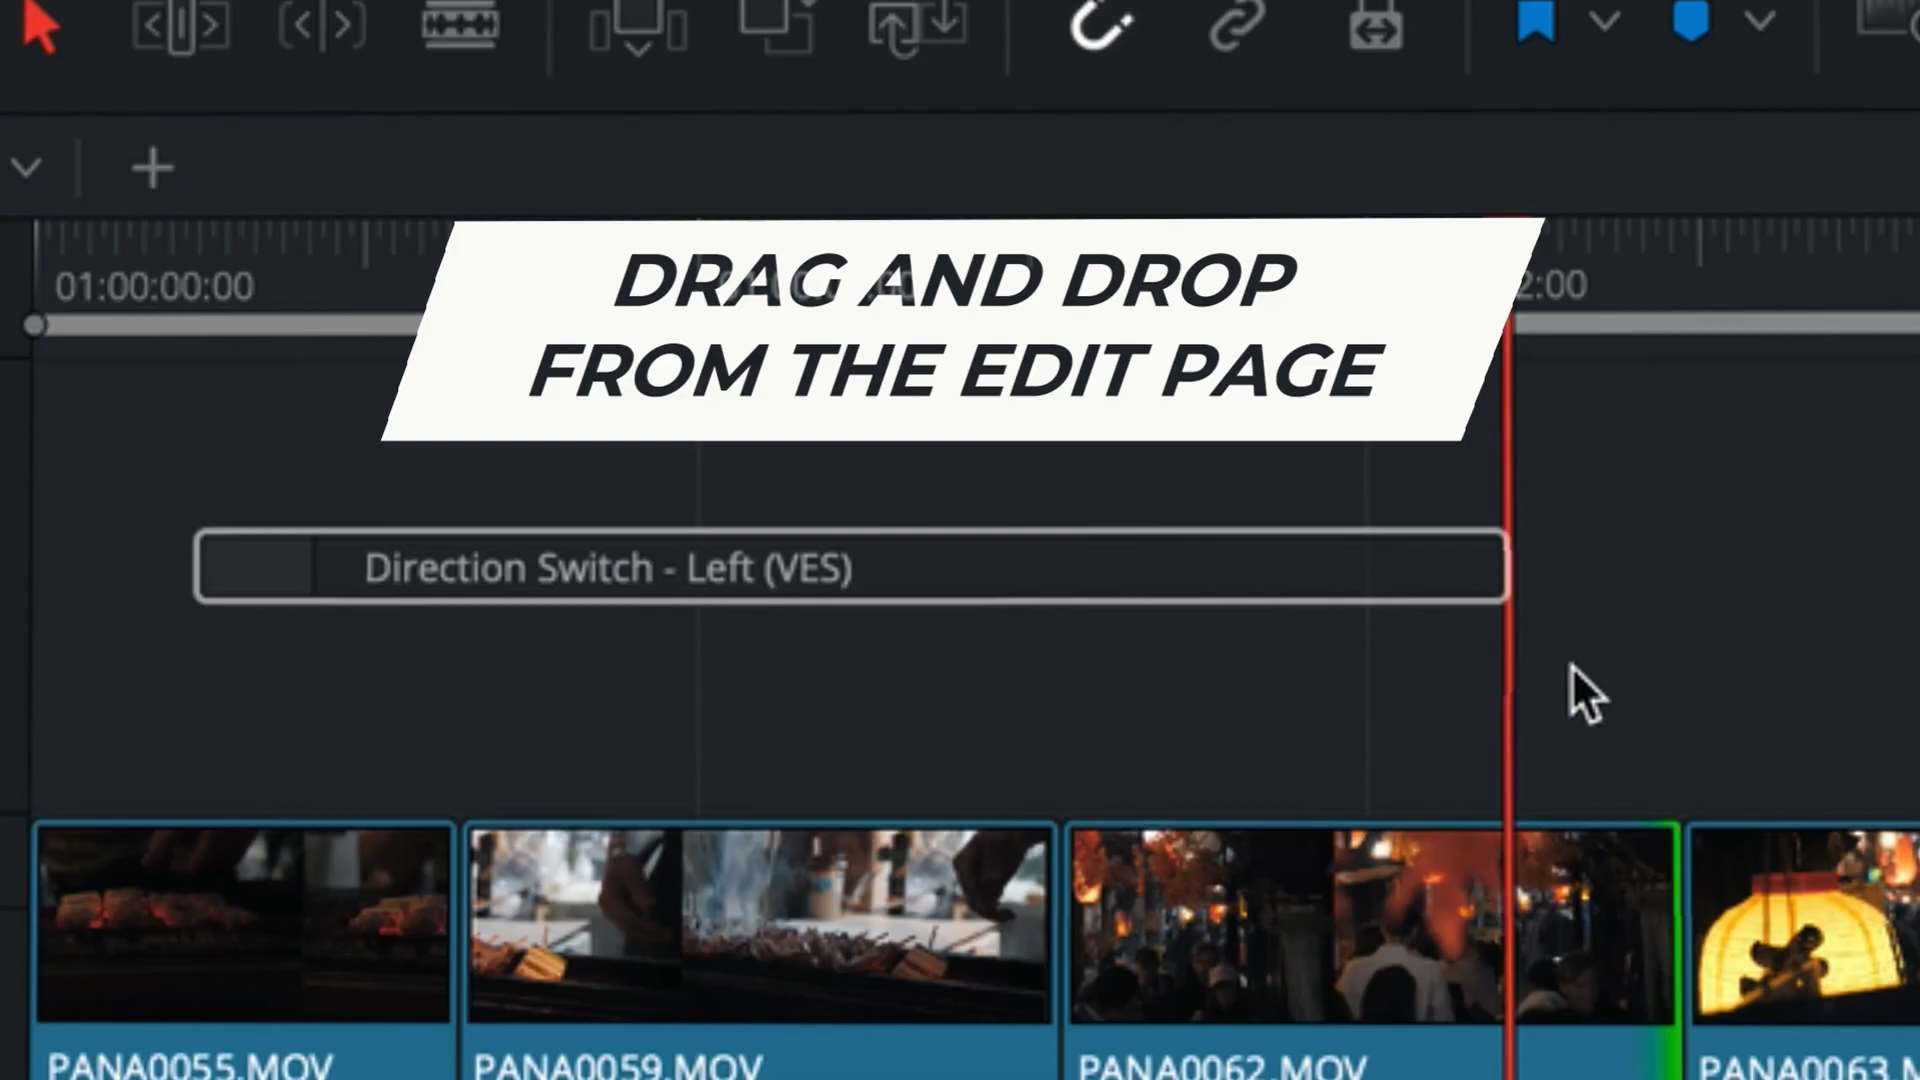 01:00:00:00
2:00
DRAG AND DROP
FROM THE EDIT PAGE
Direction Switch - Left (VES)
PANA0055.MOV
PANA0059.MOV
PANA0062.MOV
PANA0063.M